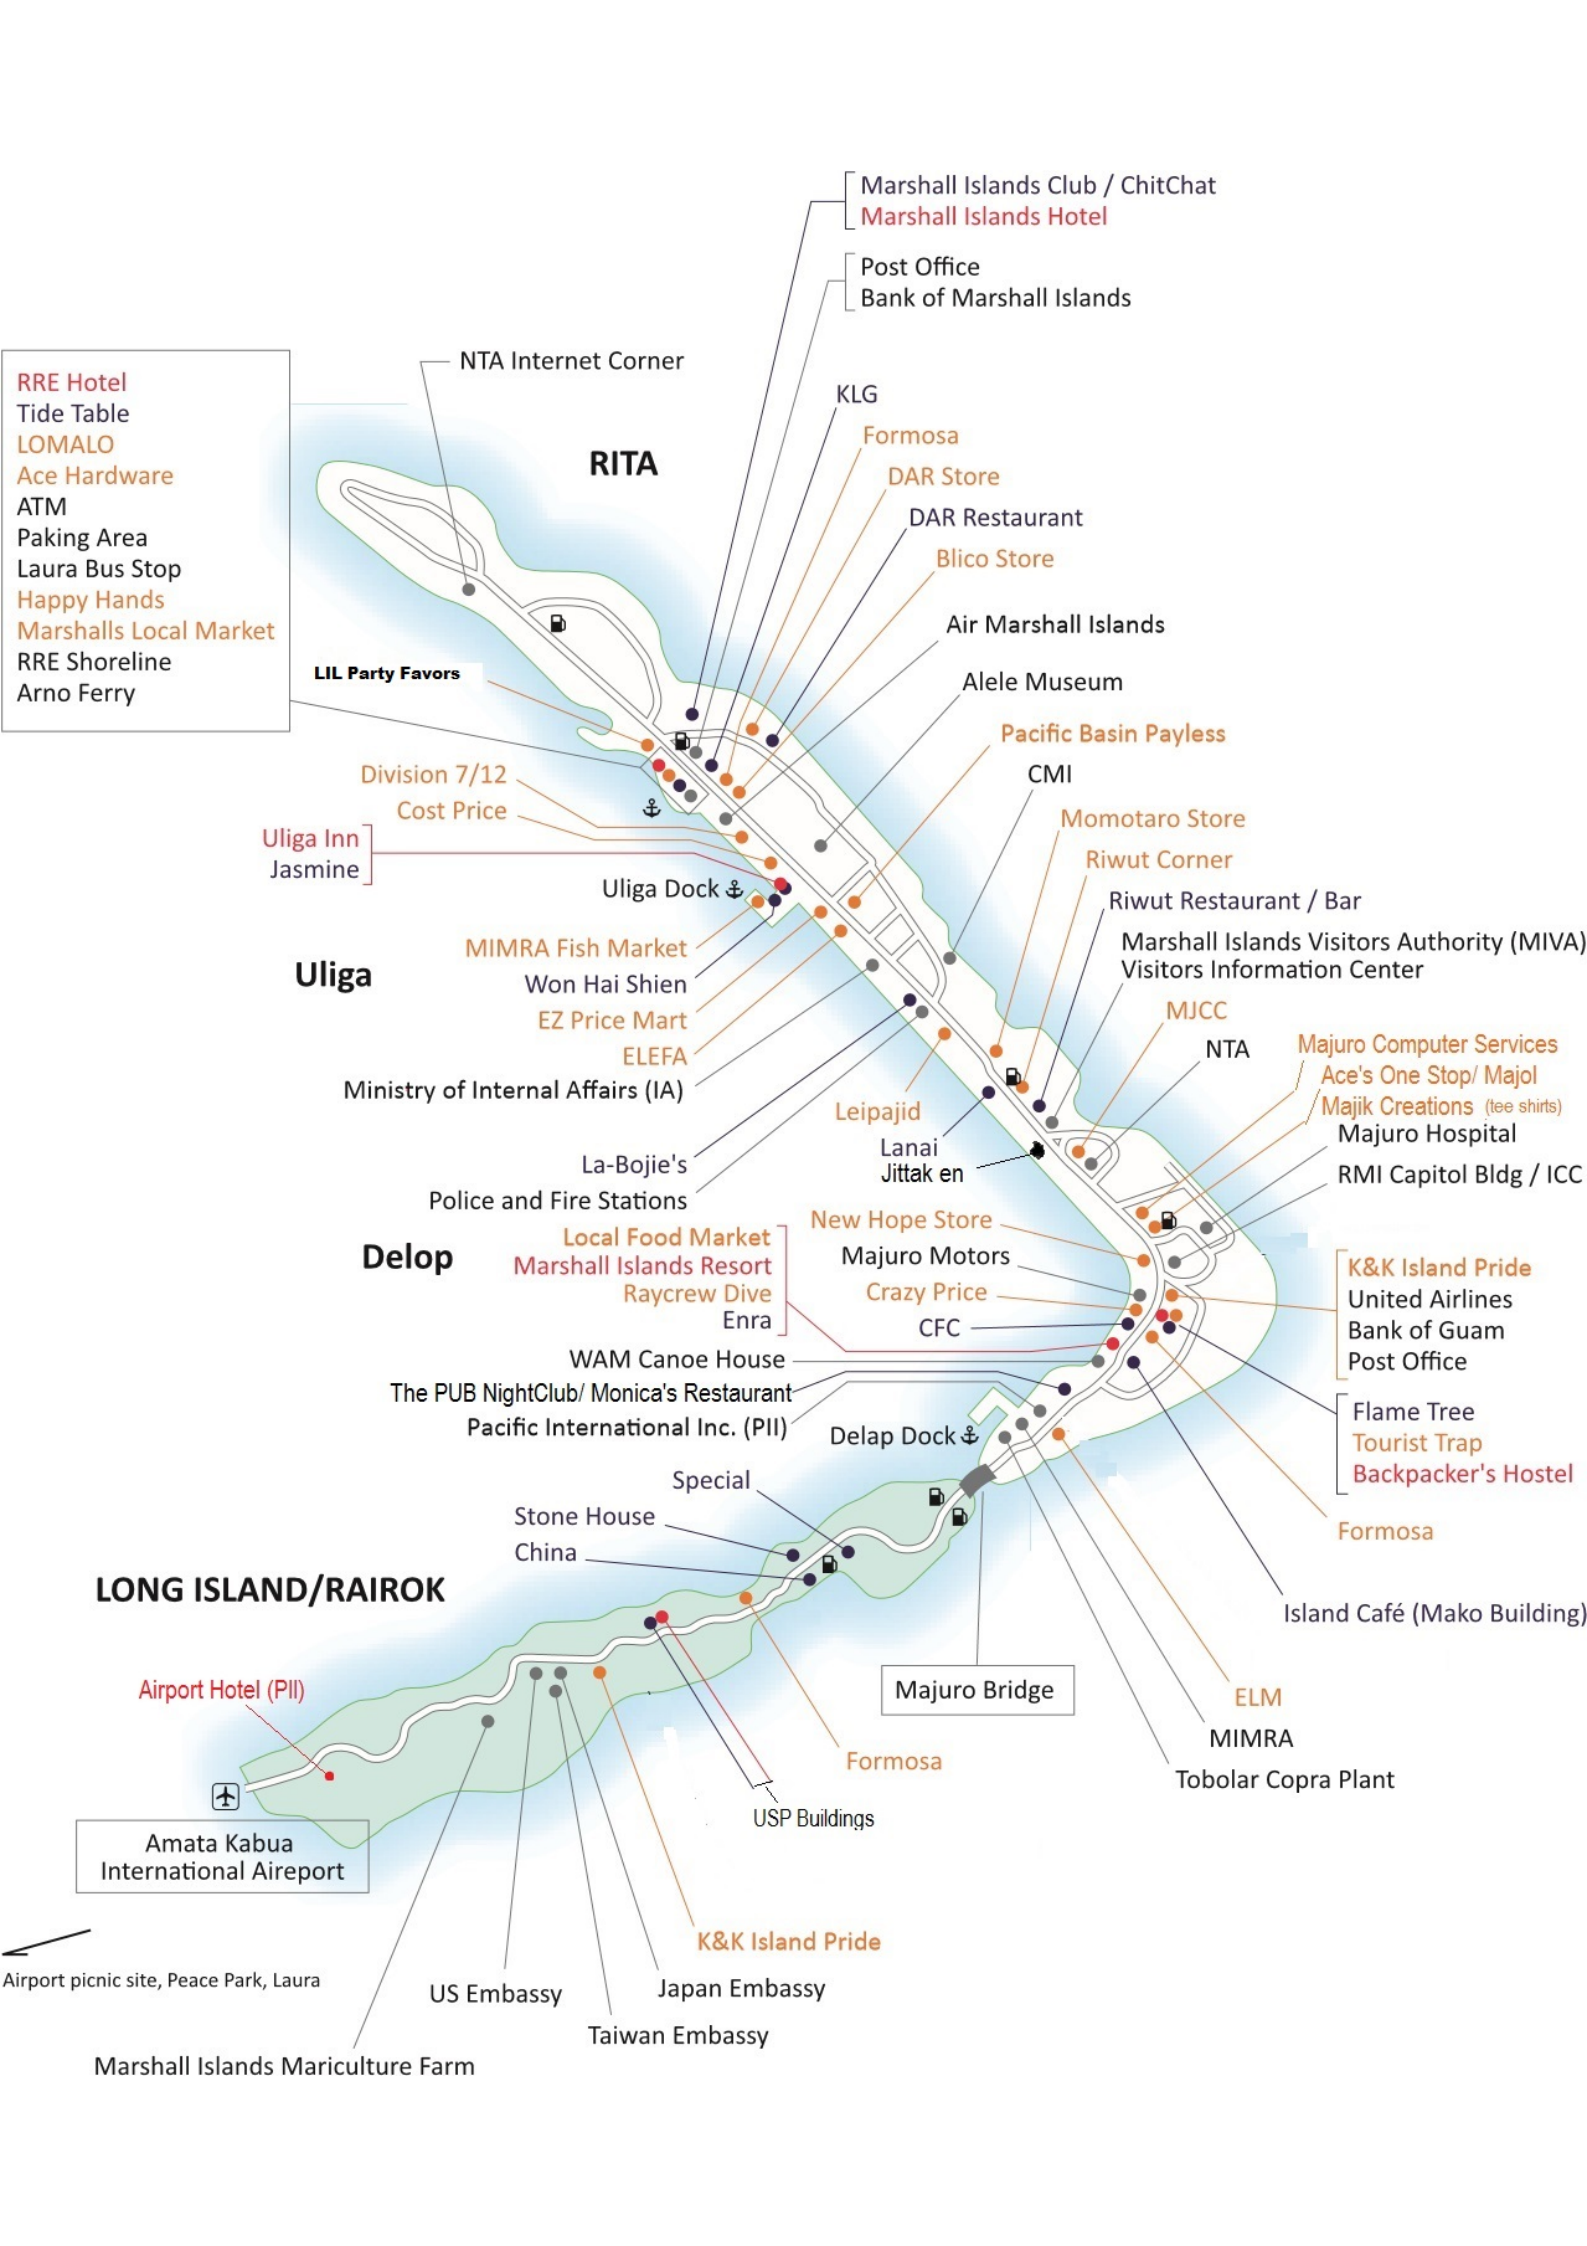 Marshall Islands Club / ChitChat
Marshall Islands Hotel
Post Office
Bank of Marshall Islands
NTA Internet Corner
RRE Hotel
Tide Table
LOMALO
Ace Hardware
ATM
Paking Area
Laura Bus Stop
Happy Hands
Marshalls Local Market
RRE Shoreline
Arno Ferry
KLG
Formosa
DAR Store
DAR Restaurant
Blico Store
RITA
Air Marshall Islands
LIL Party Favors
Alele Museum
Pacific Basin Payless
CMI
Division 7/12
Cost Price
Momotaro Store
Uliga Inn
Jasmine
Riwut Corner
Uliga Dock
Riwut Restaurant / Bar
Marshall Islands Visitors Authority (MIVA)
Visitors Information Center
MIMRA Fish Market
Uliga
Won Hai Shien
EZ Price Mart
ELEFA
Ministry of Internal Affairs (IA)
MJCC
NTA
Majuro Computer Services
Ace's One Stop/ Majol
Majik Creations (tee shirts)
Leipajid
Lanai
Jittak en
Majuro Hospital
RMI Capitol Bldg / ICC
La-Bojie's
Police and Fire Stations
Delop
Local Food Market
Marshall Islands Resort
Raycrew Dive
Enra
New Hope Store
Majuro Motors
Crazy Price
CFC
K&K Island Pride
United Airlines
Bank of Guam
Post Office
WAM Canoe House
The PUB NightClub/ Monica's Restaurant
Pacific International Inc. (PII)
Delap Dock
Flame Tree
Tourist Trap
Backpacker's Hostel
Special
Stone House
China
Formosa
LONG ISLAND/RAIROK
Island Café (Mako Building)
Airport Hotel (PII)
Majuro Bridge
ELM
MIMRA
Tobolar Copra Plant
Formosa
USP Buildings
Amata Kabua
International Aireport
K&K Island Pride
Airport picnic site, Peace Park, Laura
US Embassy
Japan Embassy
Taiwan Embassy
Marshall Islands Mariculture Farm